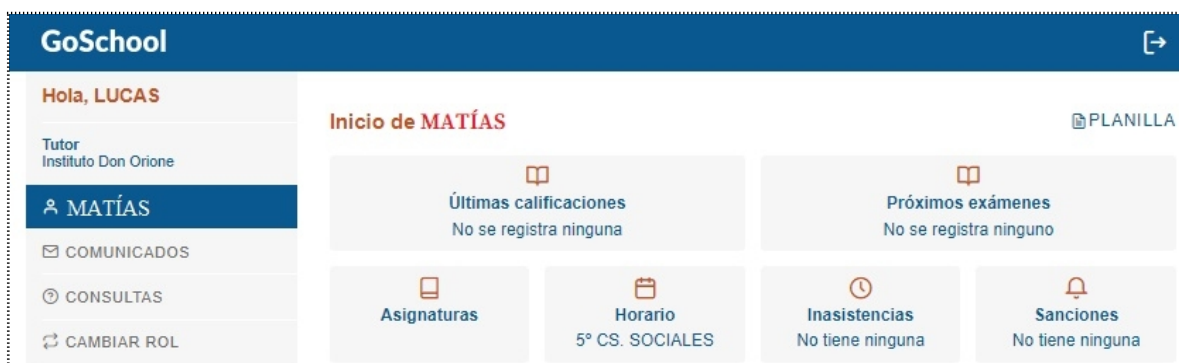 GoSchool
Hola, LUCAS
Tutor
Instituto Don Orione
MATÍAS
COMUNICADOS
CONSULTAS
CAMBIAR ROL
Inicio de MATÍAS
PLANILLA
Últimas calificaciones
No se registra ninguna
Próximos exámenes
No se registra ninguno
Asignaturas
Horario
5º CS. SOCIALES
Inasistencias
No tiene ninguna
Sanciones
No tiene ninguna